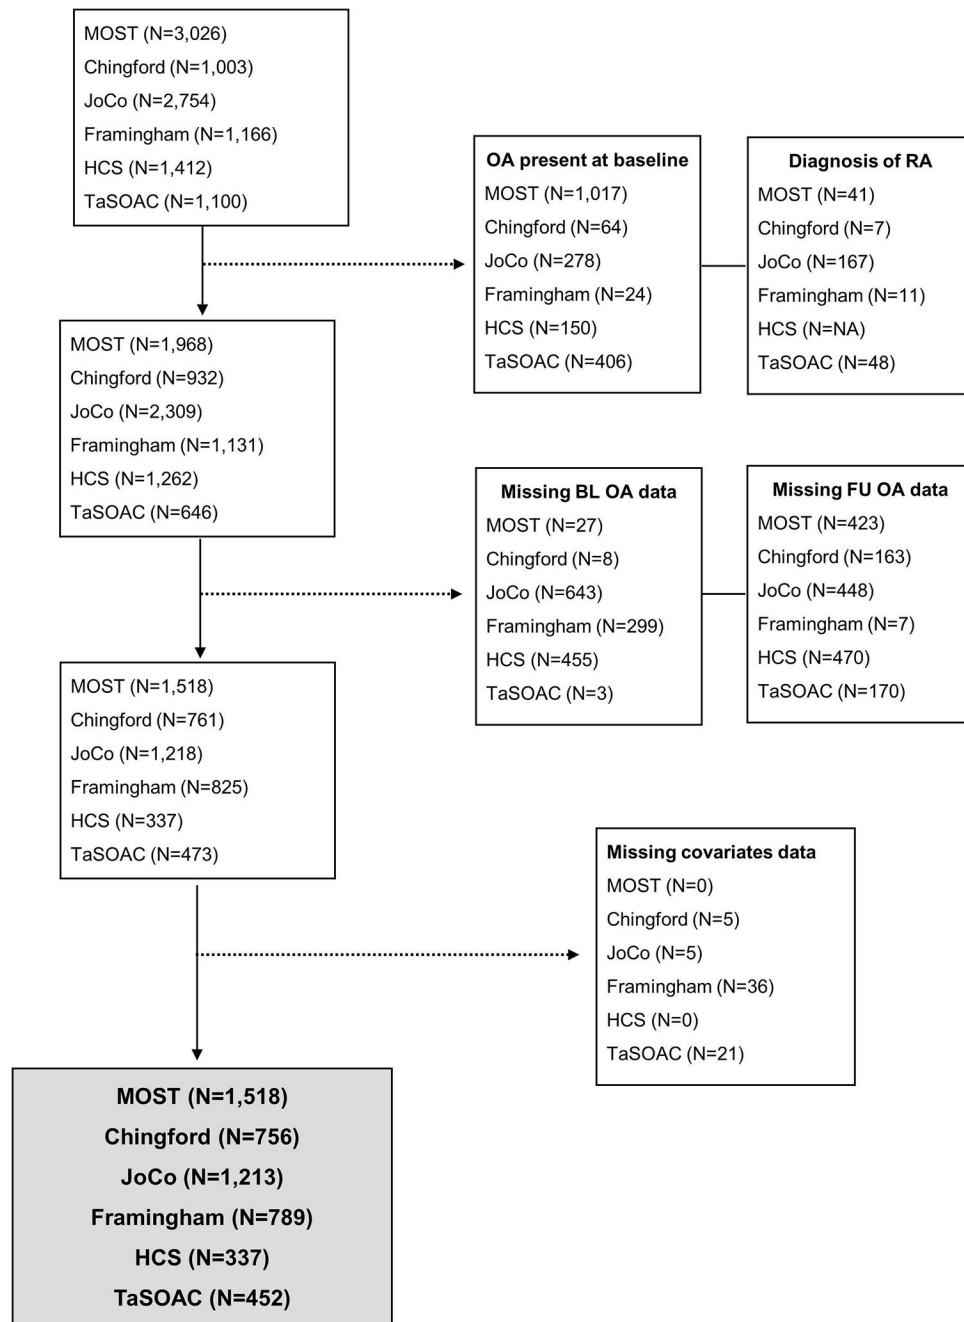 MOST (N=3,026)
Chingford (N=1,003)
JoCo (N=2,754)
Framingham (N=1,166)
HCS (N=1,412)
TaSOAC (N=1,100)
OA present at baseline
MOST (N=1,017)
Chingford (N=64)
JoCo (N=278)
Framingham (N=24)
HCS (N=150)
TaSOAC (N=406)
Diagnosis of RA
MOST (N=41)
Chingford (N=7)
JoCo (N=167)
Framingham (N=11)
HCS (N=NA)
TaSOAC (N=48)
MOST (N=1,968)
Chingford (N=932)
JoCo (N=2,309)
Framingham (N=1,131)
HCS (N=1,262)
TaSOAC (N=646)
Missing BL OA data
MOST (N=27)
Chingford (N=8)
JoCo (N=643)
Framingham (N=299)
HCS (N=455)
TaSOAC (N=3)
Missing FU OA data
MOST (N=423)
Chingford (N=163)
JoCo (N=448)
Framingham (N=7)
HCS (N=470)
TaSOAC (N=170)
MOST (N=1,518)
Chingford (N=761)
JoCo (N=1,218)
Framingham (N=825)
HCS (N=337)
TaSOAC (N=473)
Missing covariates data
MOST (N=0)
Chingford (N=5)
JoCo (N=5)
Framingham (N=36)
HCS (N=0)
TaSOAC (N=21)
MOST (N=1,518)
Chingford (N=756)
JoCo (N=1,213)
Framingham (N=789)
HCS (N=337)
TaSOAC (N=452)